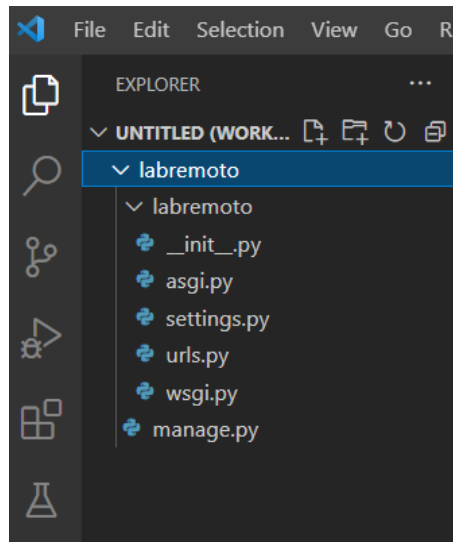 File Edit Selection View Go R
EXPLORER ...
UNTITLED (WORK...
labremoto
labremoto
__init__.py
asgi.py
settings.py
urls.py
wsgi.py
manage.py